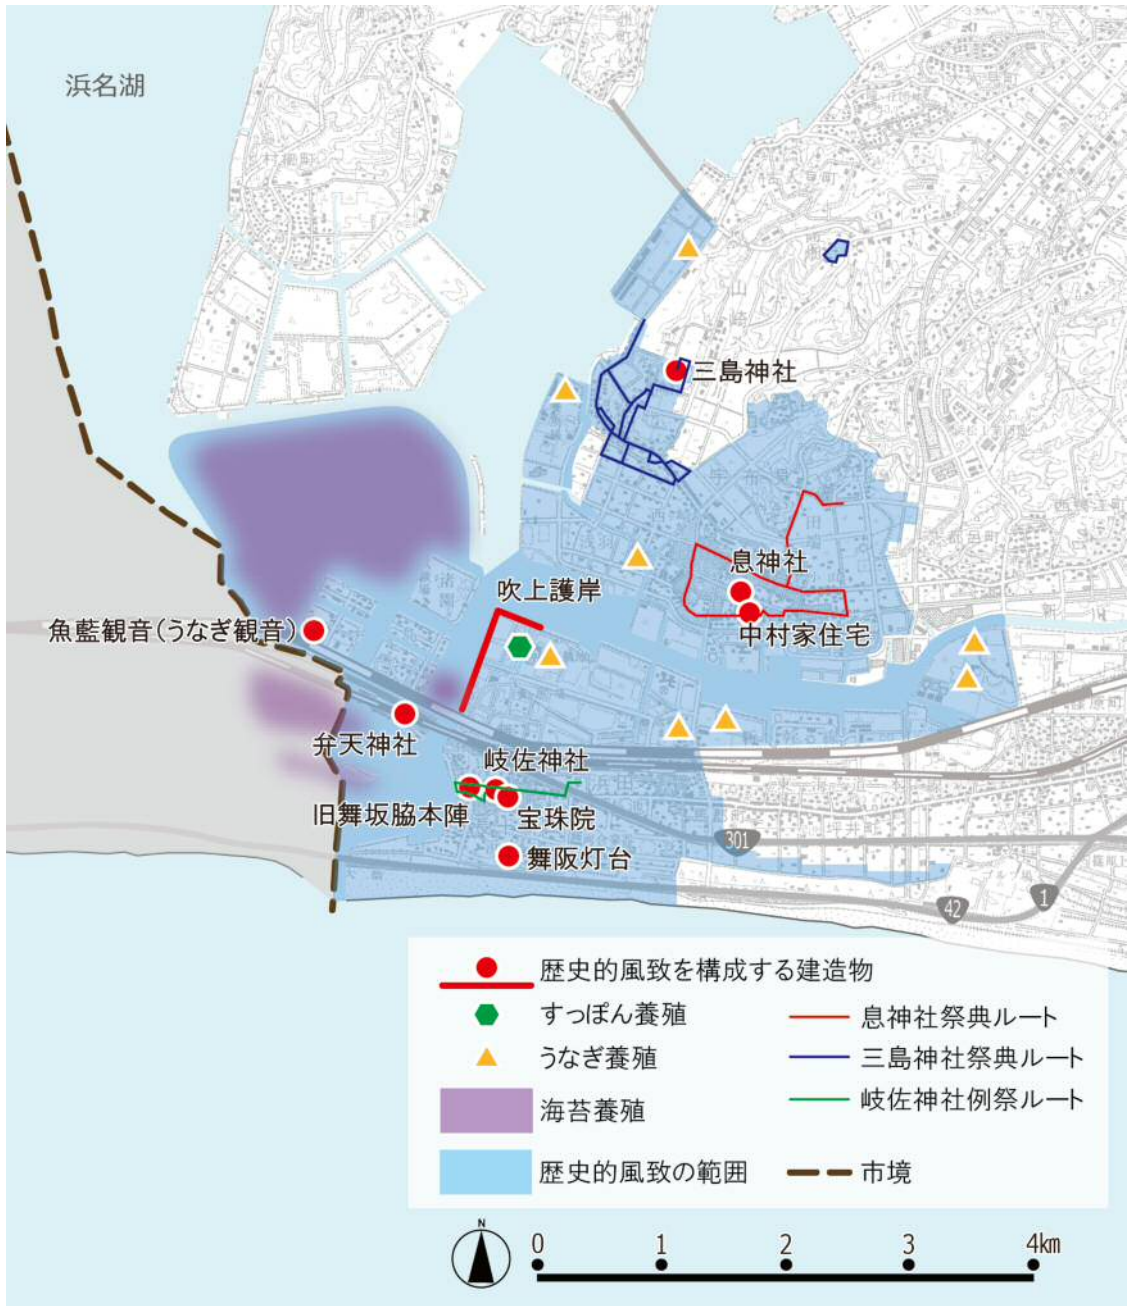 浜名湖
三島神社
息神社
吹上護岸
魚藍観音(うなぎ観音)
中村家住宅
弁天神社
岐佐神社
旧舞坂脇本陣
宝珠院
301
舞阪灯台
42
1
歴史的風致を構成する建造物
すっぽん養殖
息神社祭典ルート
うなぎ養殖
三島神社祭典ルート
海苔養殖
岐佐神社例祭ルート
歴史的風致の範囲
市境
N
0 1 2 3 4km